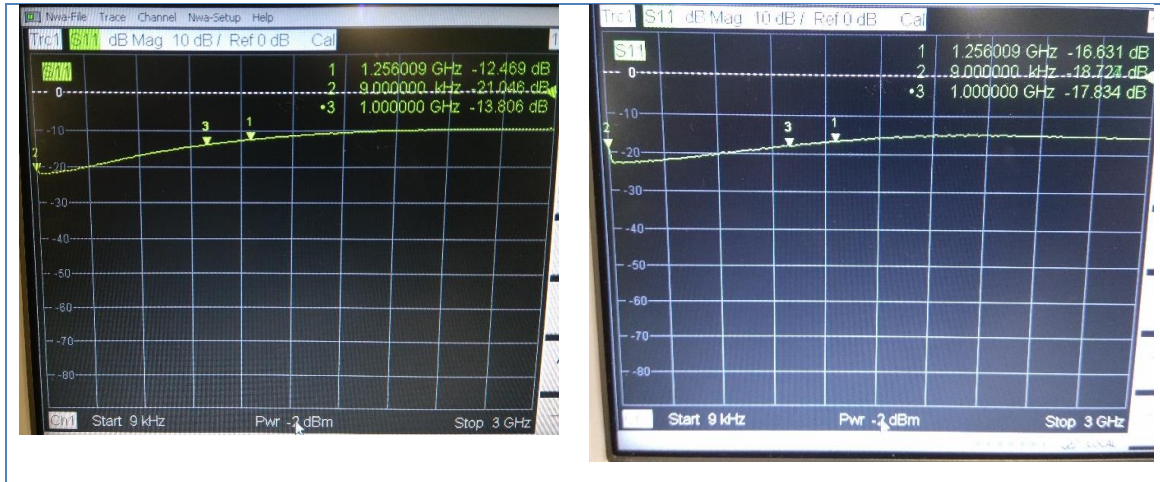 Nwa-File Trace Channel Nwa-Setup Help
Trc1 S11 dB Mag 10 dB / Ref 0 dB Cal
1
S11
1 1.256009 GHz -12.469 dB
2 9.000000 kHz -21.046 dB
•3 1.000000 GHz -13.806 dB
0
-10
3 1
2
-20
-30
-40
-50
-60
-70
-80
Ch1 Start 9 kHz Pwr -2 dBm Stop 3 GHz
Trc1 S11 dB Mag 10 dB / Ref 0 dB Cal
S11
1 1.256009 GHz -16.631 dB
2 9.000000 kHz -18.724 dB
•3 1.000000 GHz -17.834 dB
0
-10
2 3 1
-20
-30
-40
-50
-60
-70
-80
Start 9 kHz Pwr -2 dBm Stop 3 GHz
LOCAL